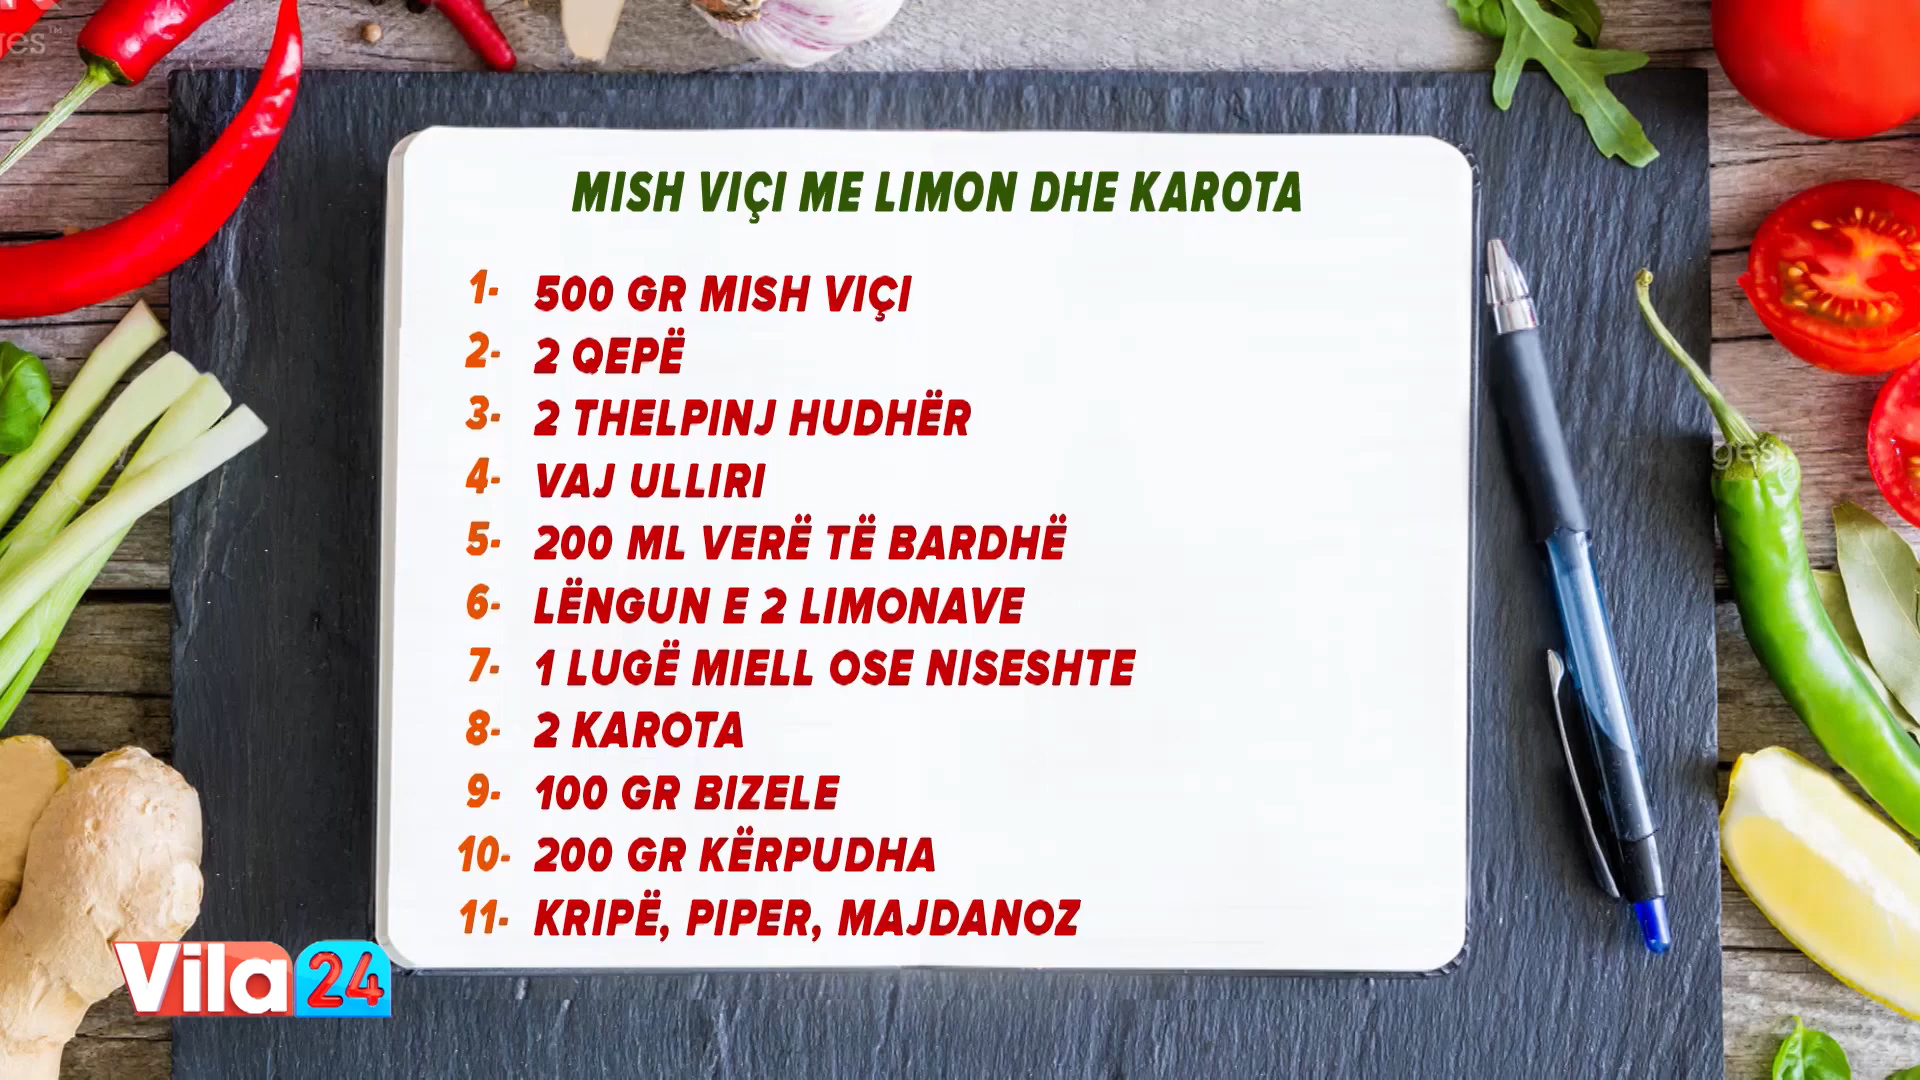 MISH VIÇI ME LIMON DHE KAROTA
1- 500 GR MISH VIÇI
2- 2 QEPË
3- 2 THELPINJ HUDHËR
4- VAJ ULLIRI
5- 200 ML VERË TË BARDHË
6- LËNGUN E 2 LIMONAVE
7- 1 LUGË MIELL OSE NISESHTE
8- 2 KAROTA
9- 100 GR BIZELE
10- 200 GR KËRPUDHA
11- KRIPË, PIPER, MAJDANOZ
Vila 24